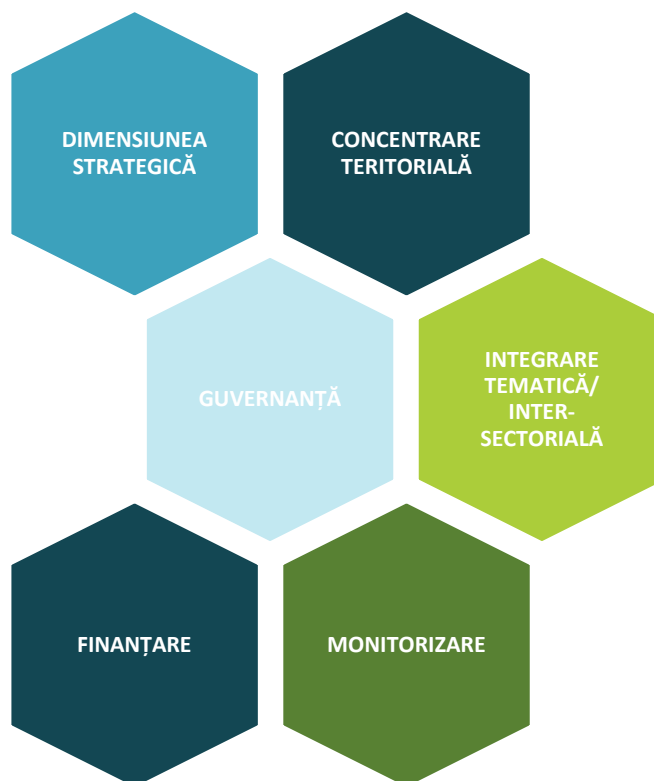 DIMENSIUNEA
STRATEGICĂ
CONCENTRARE
TERITORIALĂ
GUVERNANȚĂ
INTEGRARE
TEMATICĂ/
INTER-
SECTORIALĂ
FINANȚARE
MONITORIZARE